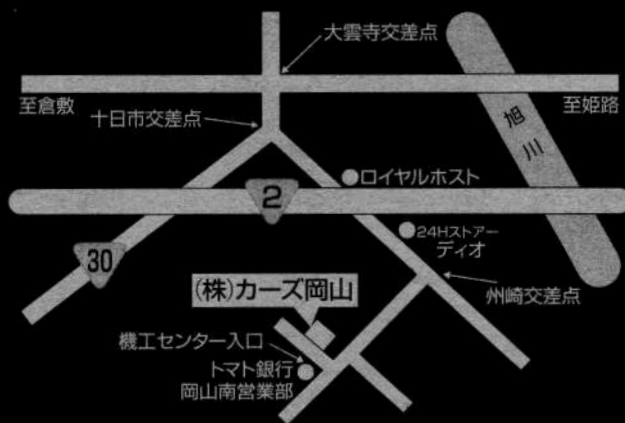 大雲寺交差点
至倉敷
至姫路
十日市交差点
旭川
ロイヤルホスト
2
24Hストアー
ディオ
30
(株)カーズ岡山
州崎交差点
機工センター入口
トマト銀行
岡山南営業部